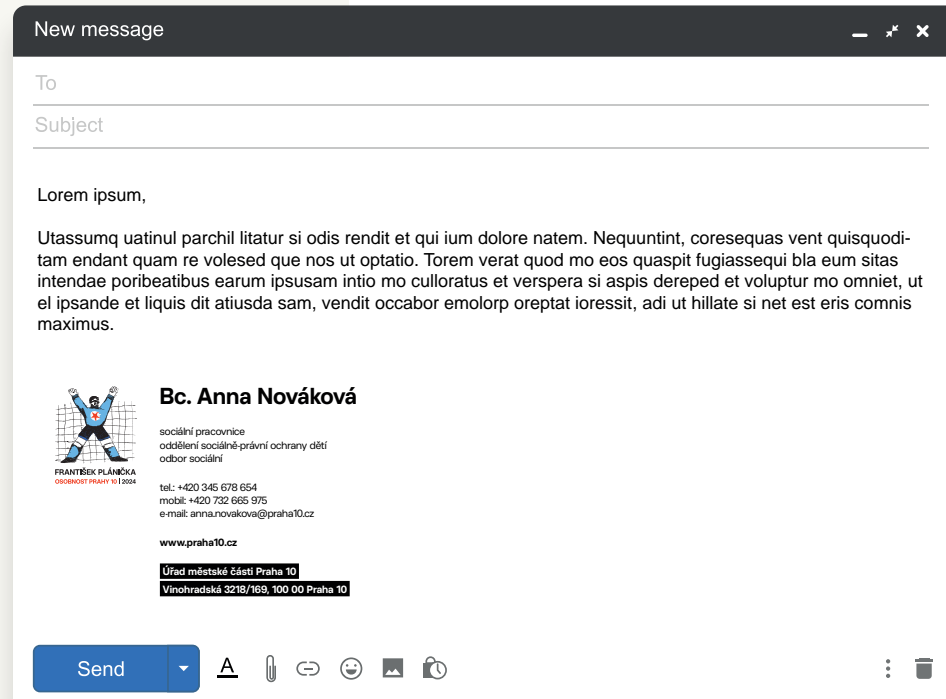 New message
To
Subject
Lorem ipsum,
Utassumq uatinul parchil litatur si odis rendit et qui ium dolore natem. Nequuntint, coresequas vent quisquodi-
tam endant quam re volesed que nos ut optatio. Torem verat quod mo eos quaspit fugiassequi bla eum sitas
intendae poribeatibus earum ipsusam intio mo culloratus et verspera si aspis dereped et voluptur mo omniet, ut
el ipsande et liquis dit atiusda sam, vendit occabor emolorp oreptat ioressit, adi ut hillate si net est eris comnis
maximus.
FRANTIŠEK PLÁNIČKA
OSOBNOST PRAHY 10 | 2024
Bc. Anna Nováková
sociální pracovnice
oddělení sociálně-právní ochrany dětí
odbor sociální
tel.: +420 345 678 654
mobil: +420 732 665 975
e-mail: anna.novakova@praha10.cz
www.praha10.cz
Úřad městské části Praha 10
Vinohradská 3218/169, 100 00 Praha 10
Send
A